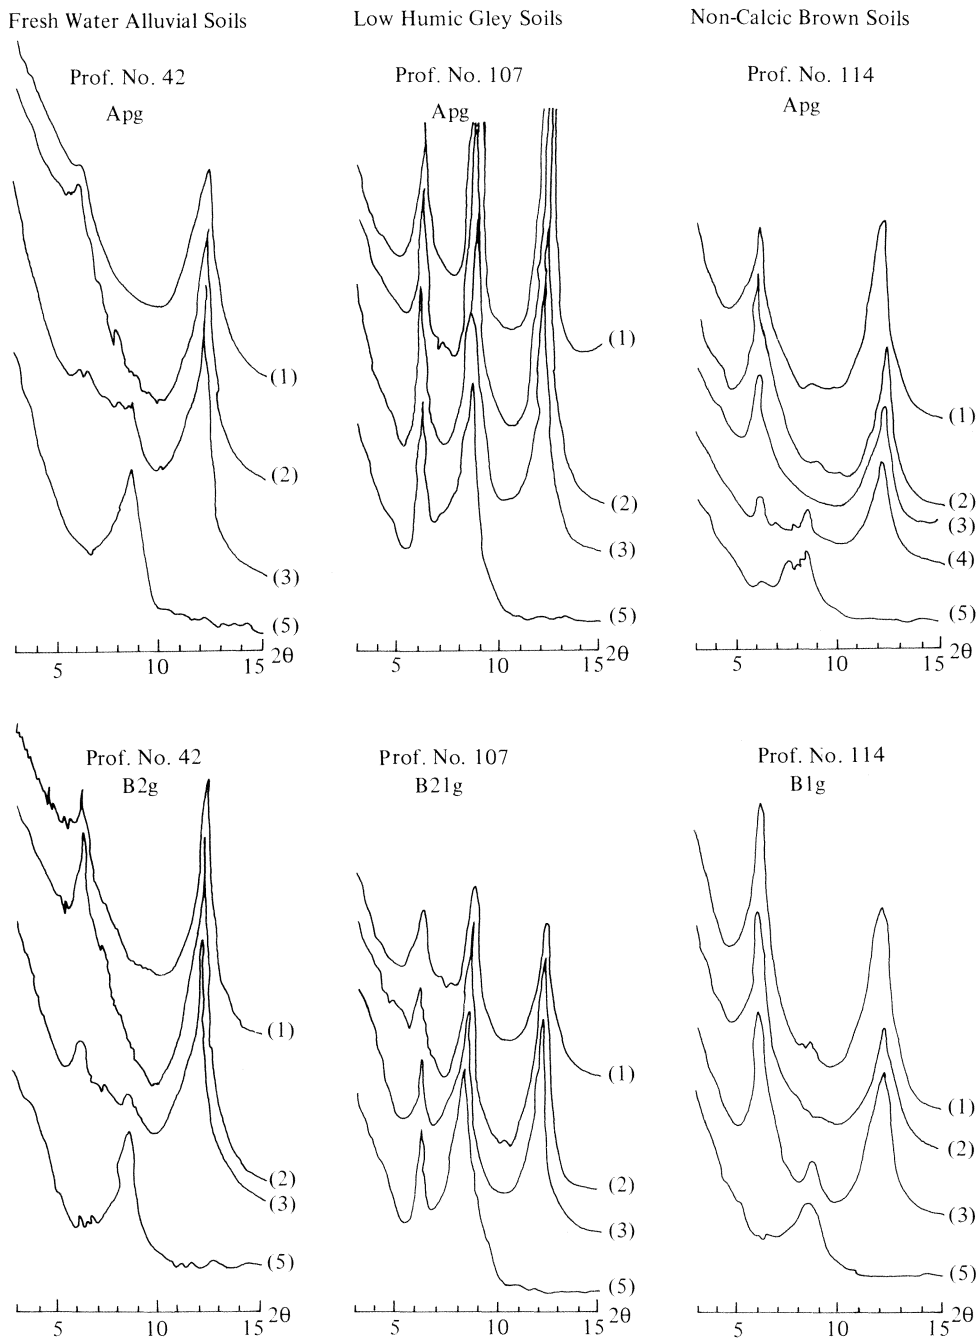 Fresh Water Alluvial Soils
Prof. No. 42
Apg
(1)
(2)
(3)
(5)
5 10 15 2θ
Low Humic Gley Soils
Prof. No. 107
Apg
(1)
(2)
(3)
(5)
5 10 15 2θ
Non-Calcic Brown Soils
Prof. No. 114
Apg
(1)
(2)
(3)
(4)
(5)
5 10 15 2θ
Prof. No. 42
B2g
(1)
(2)
(3)
(5)
5 10 15 2θ
Prof. No. 107
B21g
(1)
(2)
(3)
(5)
5 10 15 2θ
Prof. No. 114
B1g
(1)
(2)
(3)
(5)
5 10 15 2θ